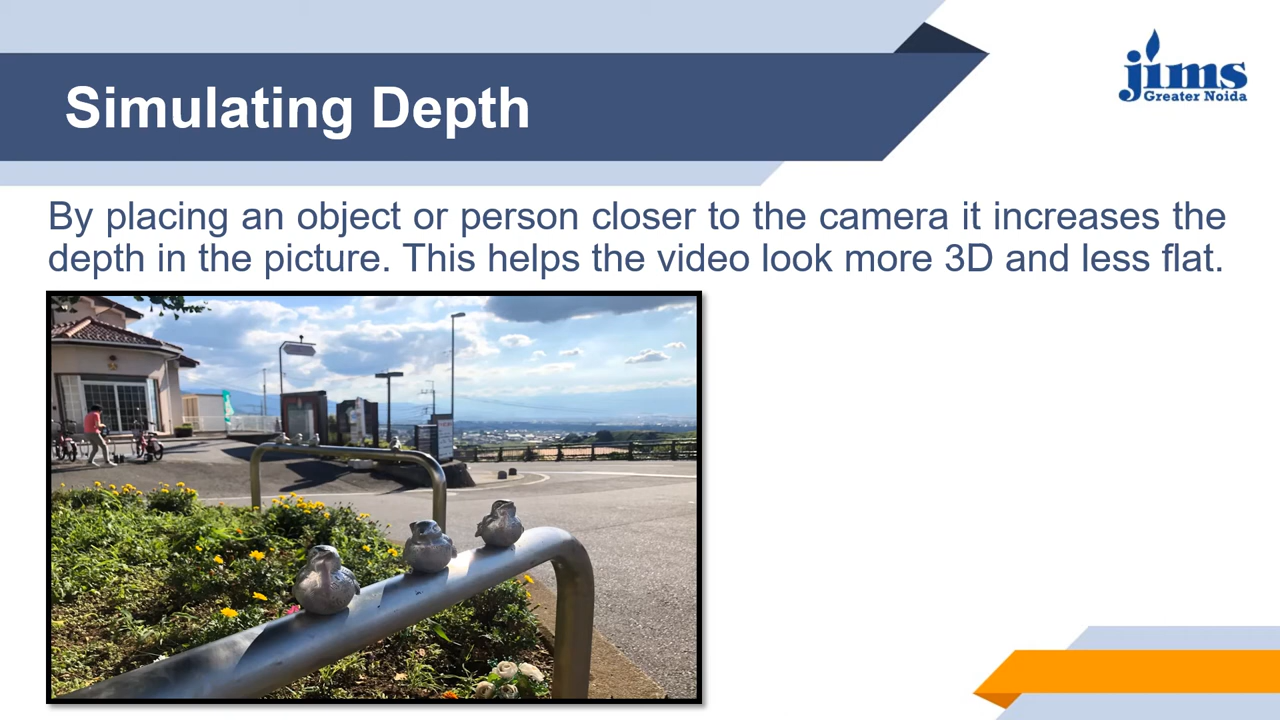 Simulating Depth
jims
Greater Noida
By placing an object or person closer to the camera it increases the
depth in the picture. This helps the video look more 3D and less flat.